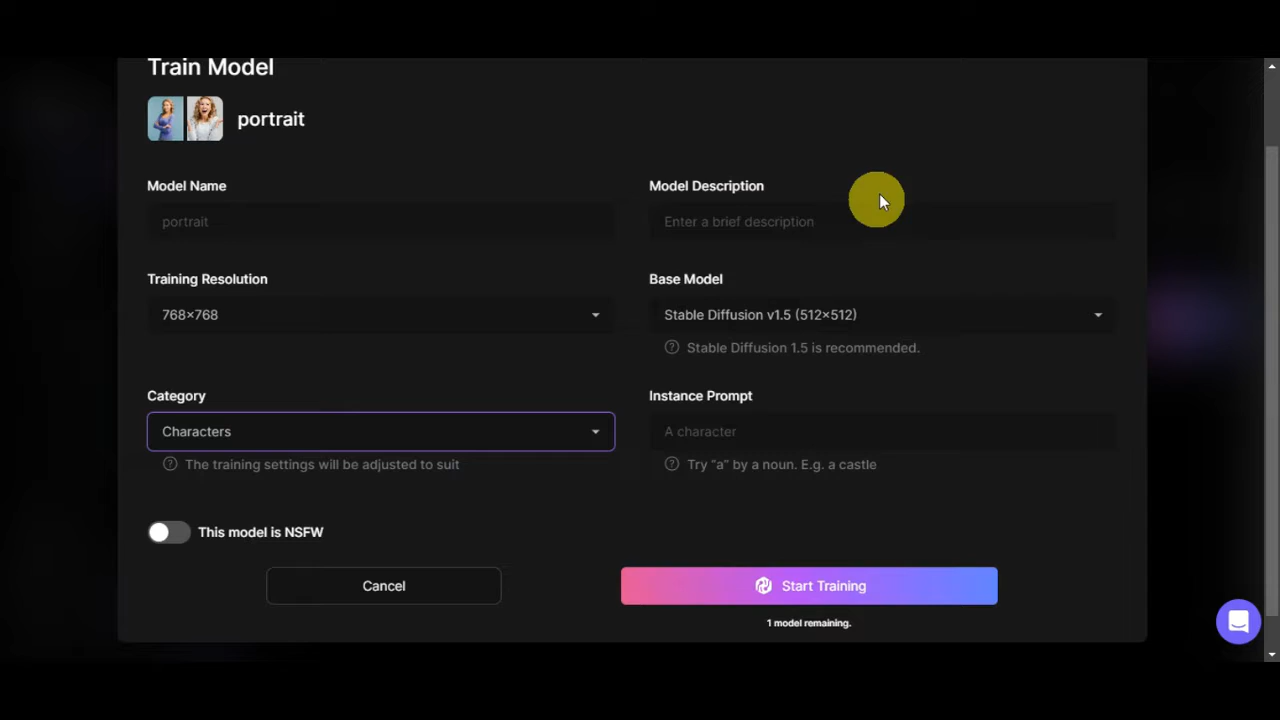 Train Model
portrait
Model Name
Model Description
portrait
Enter a brief description
Training Resolution
Base Model
768×768
Stable Diffusion v1.5 (512×512)
Stable Diffusion 1.5 is recommended.
Category
Instance Prompt
Characters
A character
The training settings will be adjusted to suit
Try "a" by a noun. E.g. a castle
This model is NSFW
Cancel
Start Training
1 model remaining.